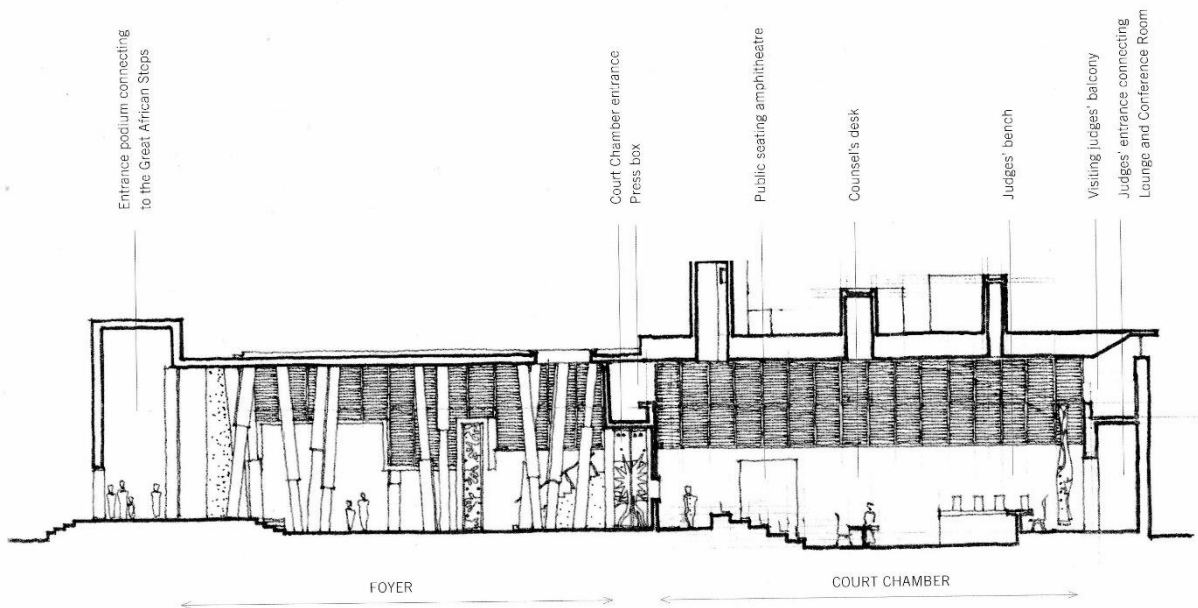 Entrance podium connecting
to the Great African Steps
Court Chamber entrance
Press box
Public seating amphitheatre
Counsel's desk
Judges' bench
Visiting judges' balcony
Judges' entrance connecting
Lounge and Conference Room
FOYER
COURT CHAMBER